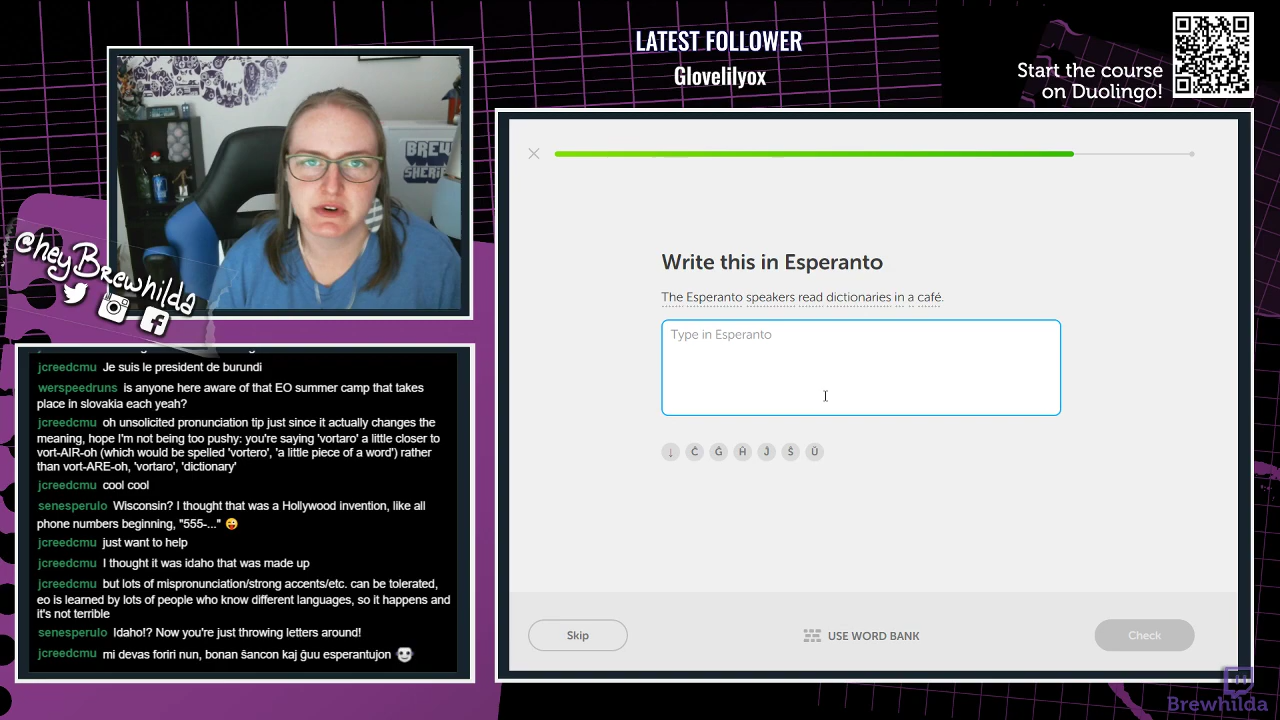 LATEST FOLLOWER
Glovelilyox
Start the course
on Duolingo!
BREW
SHERIF
@heyBrewhilda
jcreedcmu Je suis le president de burundi
werspeedruns is anyone here aware of that EO summer camp that takes
place in slovakia each yeah?
jcreedcmu oh unsolicited pronunciation tip just since it actually changes the
meaning, hope I'm not being too pushy: you're saying 'vortaro' a little closer to
vort-AIR-oh (which would be spelled 'vortero', 'a little piece of a word') rather
than vort-ARE-oh, 'vortaro', 'dictionary'
jcreedcmu cool cool
senesperulo Wisconsin? I thought that was a Hollywood invention, like all
phone numbers beginning, "555-..." 😜
jcreedcmu just want to help
jcreedcmu I thought it was idaho that was made up
jcreedcmu but lots of mispronunciation/strong accents/etc. can be tolerated,
eo is learned by lots of people who know different languages, so it happens and
it's not terrible
senesperulo Idaho!? Now you're just throwing letters around!
jcreedcmu mi devas foriri nun, bonan ŝancon kaj ĝuu esperantujon
Write this in Esperanto
The Esperanto speakers read dictionaries in a café.
Type in Esperanto
↓ Ĉ Ĝ Ĥ Ĵ Ŝ Ŭ
Skip
USE WORD BANK
Check
Brewhilda